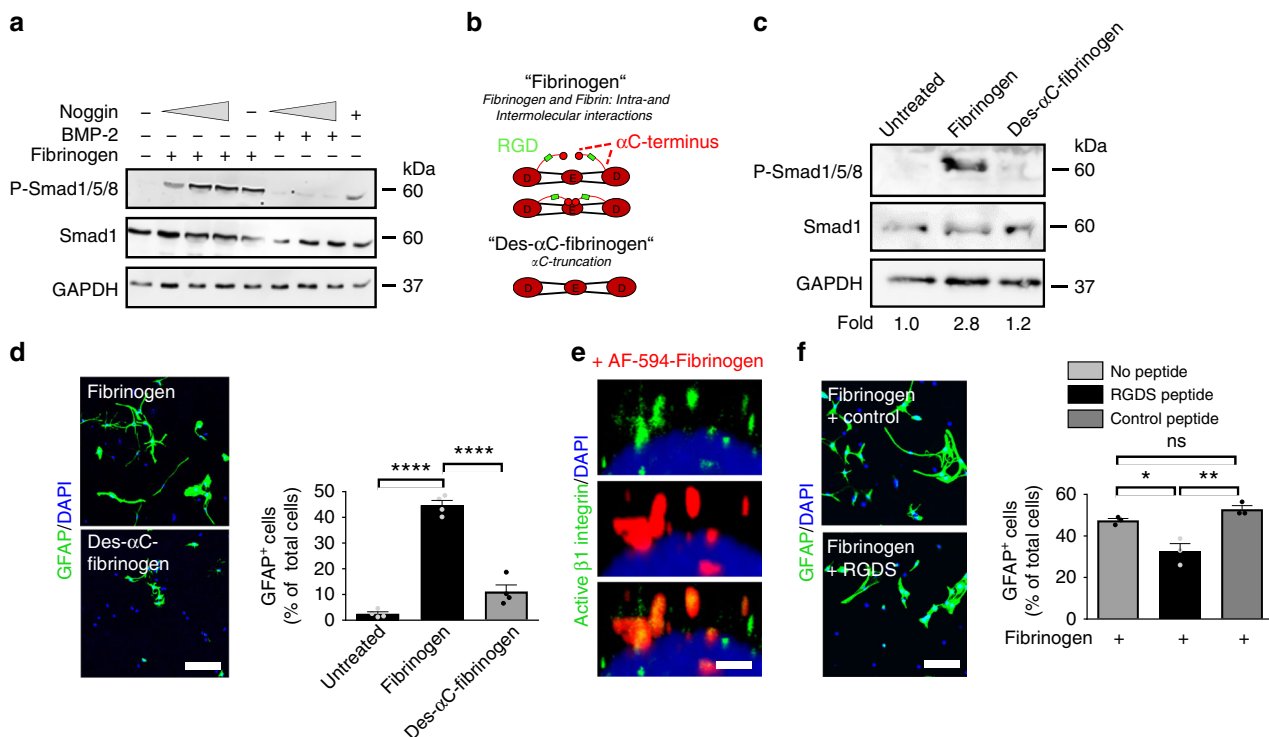 a
Noggin – – +
BMP-2 – – – – – + + + –
Fibrinogen – + + + + – – – –
kDa
P-Smad1/5/8 – 60
Smad1 – 60
GAPDH – 37
b
“Fibrinogen“
Fibrinogen and Fibrin: Intra-and
Intermolecular interactions
RGD αC-terminus
D E D
D E D
“Des-αC-fibrinogen“
αC-truncation
D E D
c
Untreated Fibrinogen Des-αC-fibrinogen
kDa
P-Smad1/5/8 – 60
Smad1 – 60
GAPDH – 37
Fold 1.0 2.8 1.2
d
GFAP/DAPI
Fibrinogen
Des-αC-
fibrinogen
GFAP+ cells
(% of total cells)
50
40
30
20
10
0
**** ****
Untreated
Fibrinogen
Des-αC-fibrinogen
e
+ AF-594-Fibrinogen
Active β1 integrin/DAPI
f
GFAP/DAPI
Fibrinogen
+ control
Fibrinogen
+ RGDS
No peptide
RGDS peptide
Control peptide
ns
* **
GFAP+ cells
(% of total cells)
60
40
20
0
Fibrinogen + + +